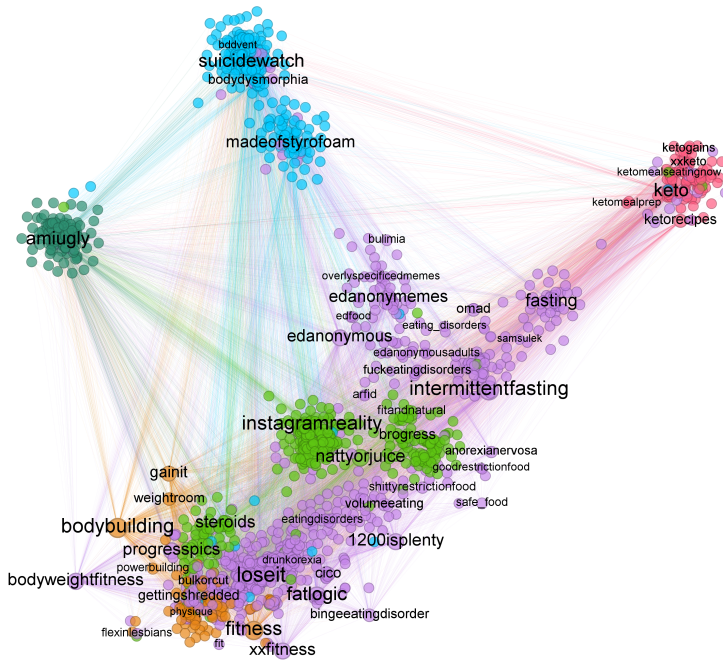 bddvent
suicidewatch
bodydysmorphia
madeofstyrofoam
ketogains
xxketo
ketomealseatingnow
keto
ketomealprep
ketorecipes
amiugly
bulimia
overlyspecificedmemes
edanonymemes
fasting
omad
edfood
eating_disorders
edanonymous
samsulek
edanonymousadults
fuckeatingdisorders
intermittentfasting
arfid
fitandnatural
instagramreality
brogress
nattyorjuice
anorexianervosa
goodrestrictionfood
gainit
shittyrestrictionfood
weightroom
volumeeating
safe_food
steroids
eatingdisorders
bodybuilding
1200isplenty
progresspics
drunkorexia
powerbuilding
loseit
cico
bodyweightfitness
bulkorcut
gettingshredded
fatlogic
physique
bingeeatingdisorder
flexinlesbians
fitness
fit
xxfitness